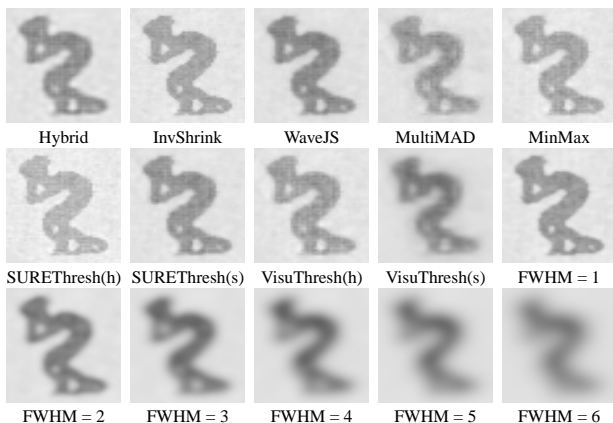 Hybrid InvShrink WaveJS MultiMAD MinMax
SUREThresh(h) SUREThresh(s) VisuThresh(h) VisuThresh(s) FWHM = 1
FWHM = 2 FWHM = 3 FWHM = 4 FWHM = 5 FWHM = 6